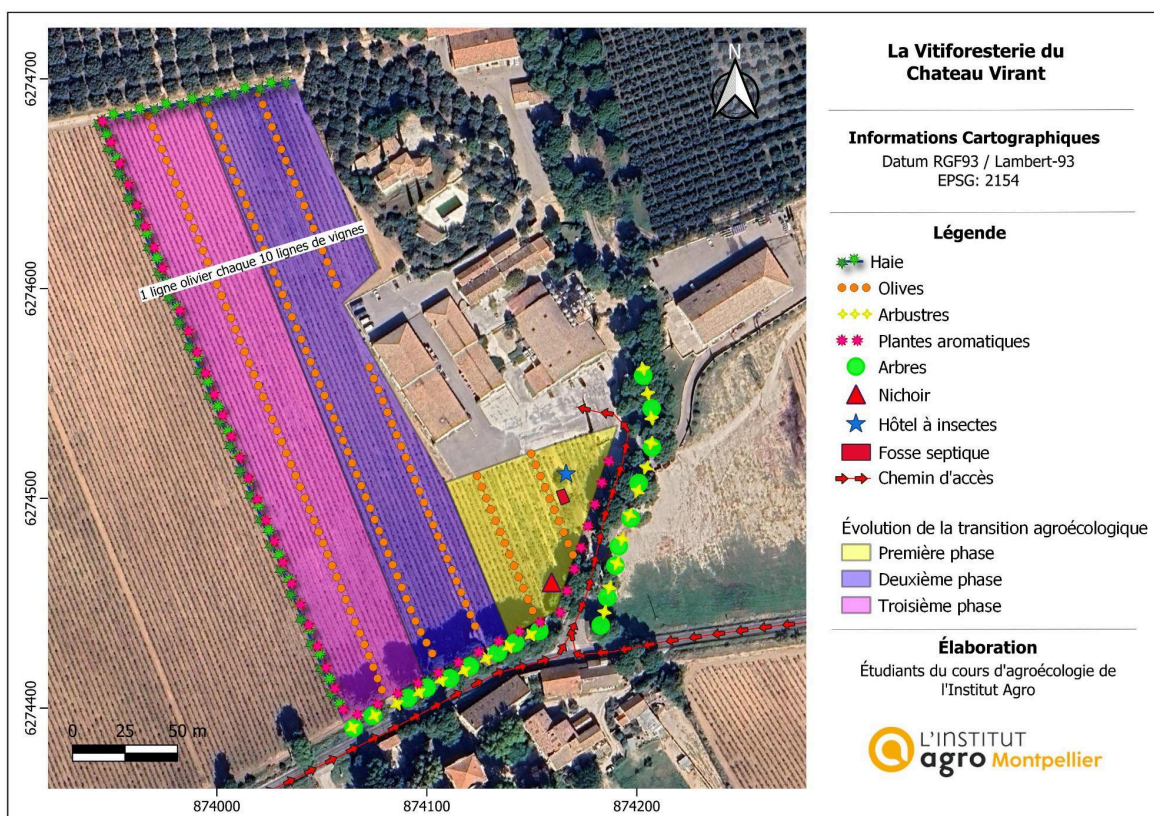 La Vitiforesterie du
Chateau Virant
Informations Cartographiques
Datum RGF93 / Lambert-93
EPSG: 2154
Légende
Haie
Olives
Arbustres
Plantes aromatiques
Arbres
Nichoir
Hôtel à insectes
Fosse septique
Chemin d'accès
Évolution de la transition agroécologique
Première phase
Deuxième phase
Troisième phase
Élaboration
Étudiants du cours d'agroécologie de
l'Institut Agro
L'INSTITUT
agro Montpellier
N
1 ligne olivier chaque 10 lignes de vignes
6274700
6274600
6274500
6274400
0 25 50 m
874000 874100 874200